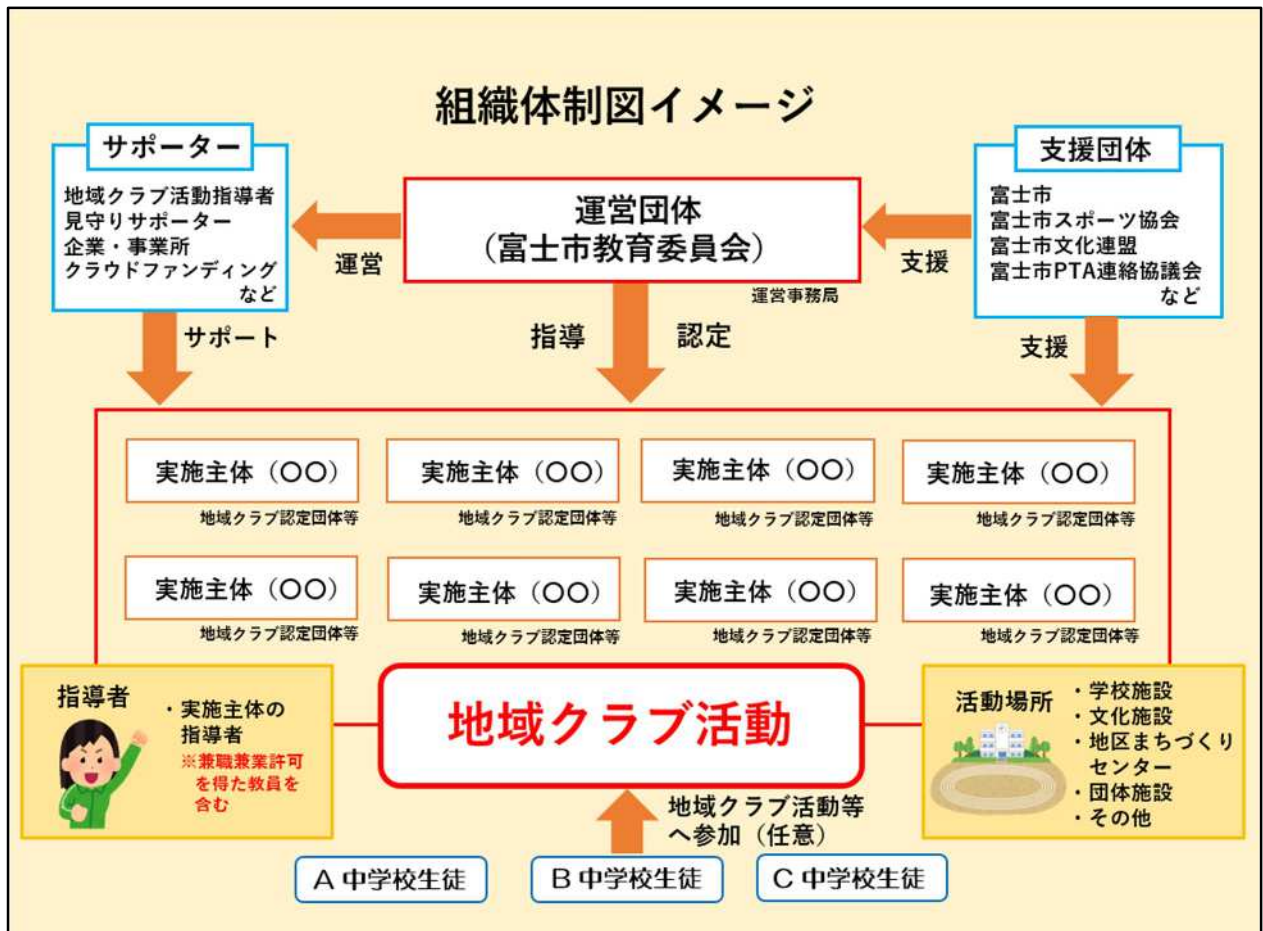 組織体制図イメージ
サポーター
地域クラブ活動指導者
見守りサポーター
企業・事業所
クラウドファンディング
など
運営
運営団体
（富士市教育委員会）
運営事務局
支援
支援団体
富士市
富士市スポーツ協会
富士市文化連盟
富士市PTA連絡協議会
など
サポート
指導
認定
支援
実施主体（〇〇）
地域クラブ認定団体等
実施主体（〇〇）
地域クラブ認定団体等
実施主体（〇〇）
地域クラブ認定団体等
実施主体（〇〇）
地域クラブ認定団体等
実施主体（〇〇）
地域クラブ認定団体等
実施主体（〇〇）
地域クラブ認定団体等
実施主体（〇〇）
地域クラブ認定団体等
実施主体（〇〇）
地域クラブ認定団体等
指導者
・実施主体の
指導者
※兼職兼業許可
を得た教員を
含む
地域クラブ活動
活動場所
・学校施設
・文化施設
・地区まちづくり
センター
・団体施設
・その他
地域クラブ活動等
へ参加（任意）
A 中学校生徒
B 中学校生徒
C 中学校生徒